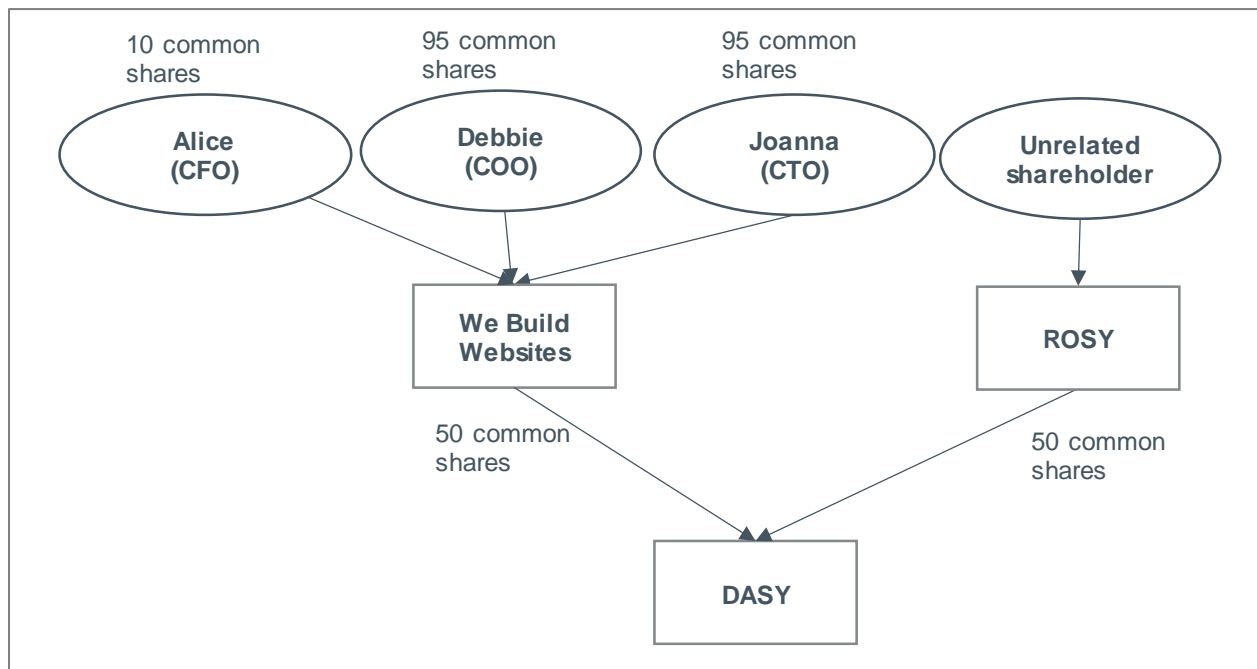 10 common
shares
95 common
shares
95 common
shares
Alice
(CFO)
Debbie
(COO)
Joanna
(CTO)
Unrelated
shareholder
We Build
Websites
ROSY
50 common
shares
50 common
shares
DASY